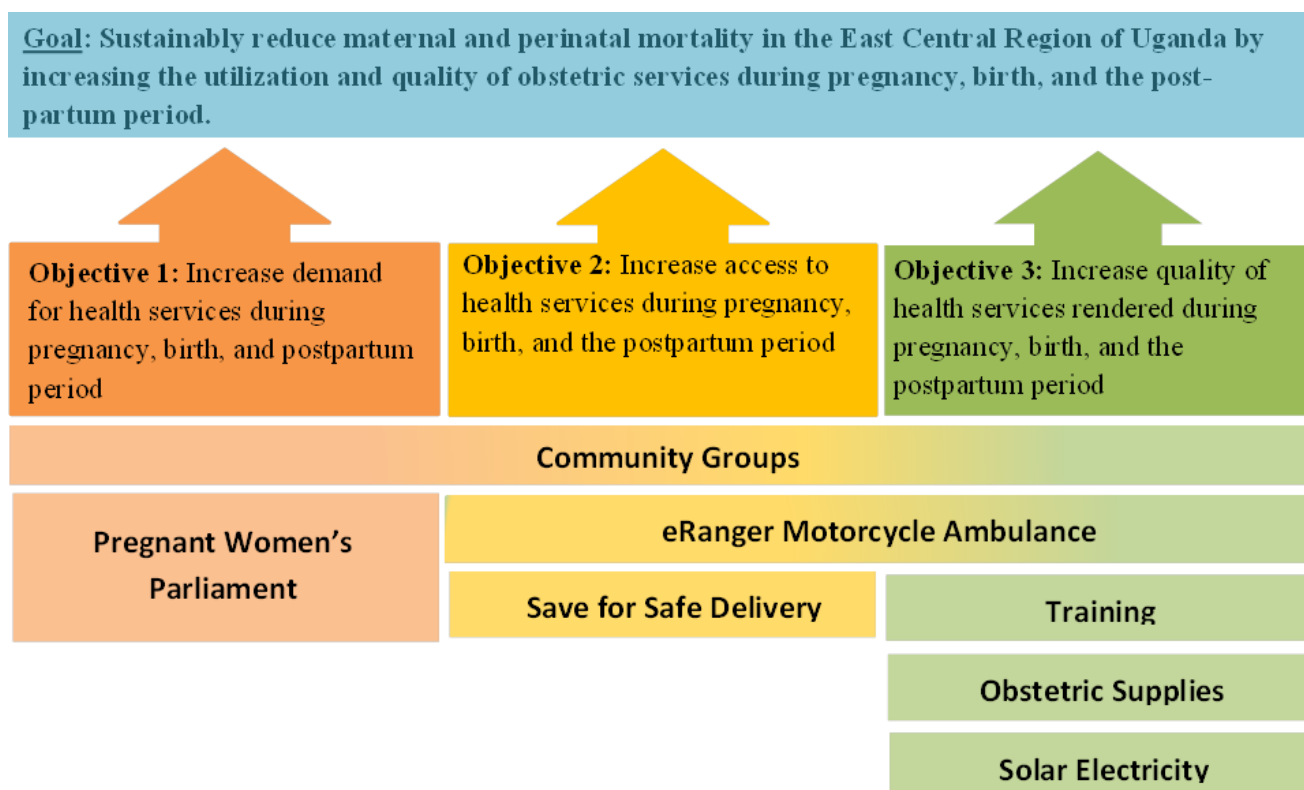 Goal: Sustainably reduce maternal and perinatal mortality in the East Central Region of Uganda by
increasing the utilization and quality of obstetric services during pregnancy, birth, and the post-
partum period.
Objective 1: Increase demand
for health services during
pregnancy, birth, and postpartum
period
Objective 2: Increase access to
health services during pregnancy,
birth, and the postpartum period
Objective 3: Increase quality of
health services rendered during
pregnancy, birth, and the
postpartum period
Community Groups
Pregnant Women’s
Parliament
eRanger Motorcycle Ambulance
Save for Safe Delivery
Training
Obstetric Supplies
Solar Electricity